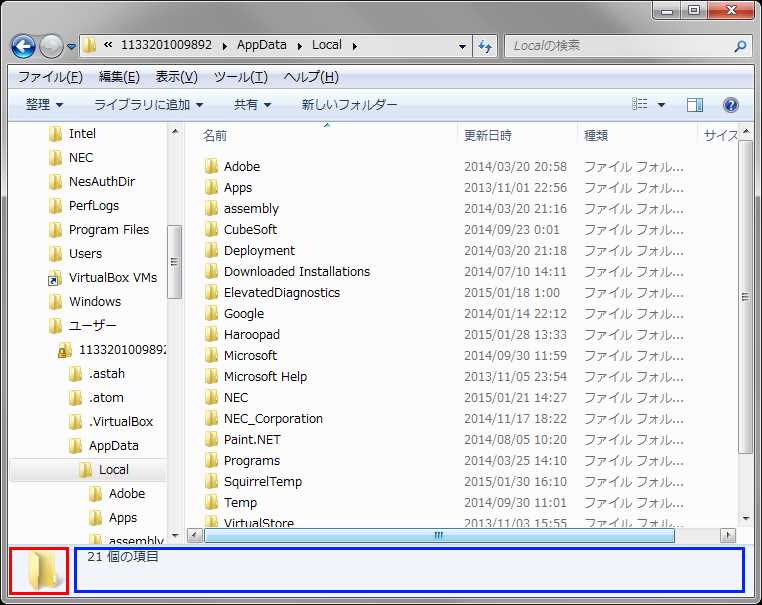 « 1133201009892 ▸ AppData ▸ Local ▸
Localの検索
ファイル(F) 編集(E) 表示(V) ツール(T) ヘルプ(H)
整理 ライブラリに追加 共有 新しいフォルダー
Intel
NEC
NesAuthDir
PerfLogs
Program Files
Users
VirtualBox VMs
Windows
ユーザー
1133201009892
.astah
.atom
.VirtualBox
AppData
Local
Adobe
Apps
assembly
名前 更新日時 種類 サイズ
Adobe 2014/03/20 20:58 ファイル フォル...
Apps 2013/11/01 22:56 ファイル フォル...
assembly 2014/03/20 21:16 ファイル フォル...
CubeSoft 2014/09/23 0:01 ファイル フォル...
Deployment 2014/03/20 21:18 ファイル フォル...
Downloaded Installations 2014/07/10 14:11 ファイル フォル...
ElevatedDiagnostics 2015/01/18 1:00 ファイル フォル...
Google 2014/01/14 22:12 ファイル フォル...
Haroopad 2015/01/28 13:33 ファイル フォル...
Microsoft 2014/09/30 11:59 ファイル フォル...
Microsoft Help 2013/11/05 23:54 ファイル フォル...
NEC 2015/01/21 14:27 ファイル フォル...
NEC_Corporation 2014/11/17 18:22 ファイル フォル...
Paint.NET 2014/08/05 10:20 ファイル フォル...
Programs 2014/03/25 14:10 ファイル フォル...
SquirrelTemp 2015/01/30 16:10 ファイル フォル...
Temp 2014/09/30 11:01 ファイル フォル...
VirtualStore 2013/11/03 15:55 ファイル フォル...
21 個の項目